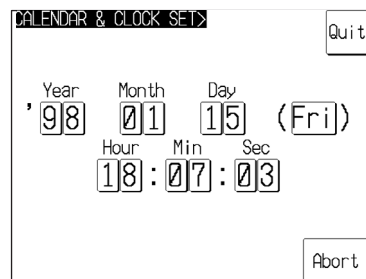 CALENDAR & CLOCK SET>
Quit
Year Month Day
'98 01 15 (Fri)
Hour Min Sec
18:07:03
Abort